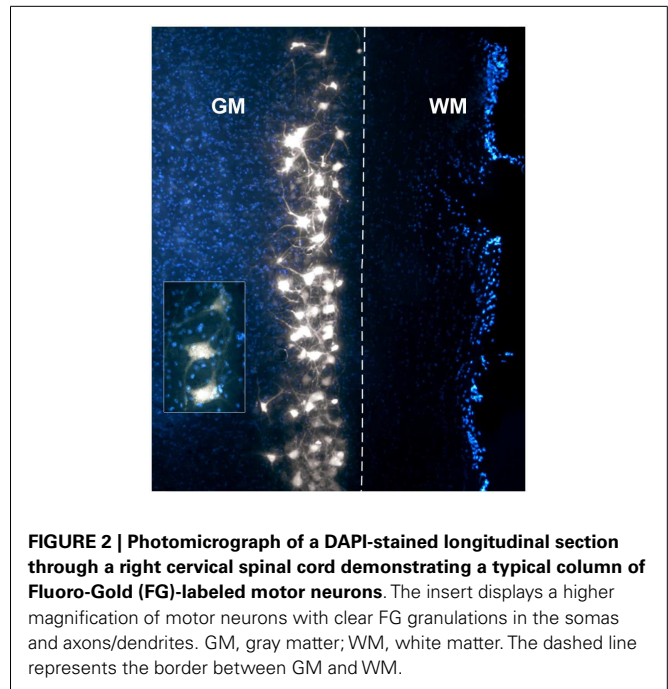 GM
WM
FIGURE 2 | Photomicrograph of a DAPI-stained longitudinal section
through a right cervical spinal cord demonstrating a typical column of
Fluoro-Gold (FG)-labeled motor neurons. The insert displays a higher
magnification of motor neurons with clear FG granulations in the somas
and axons/dendrites. GM, gray matter; WM, white matter. The dashed line
represents the border between GM and WM.